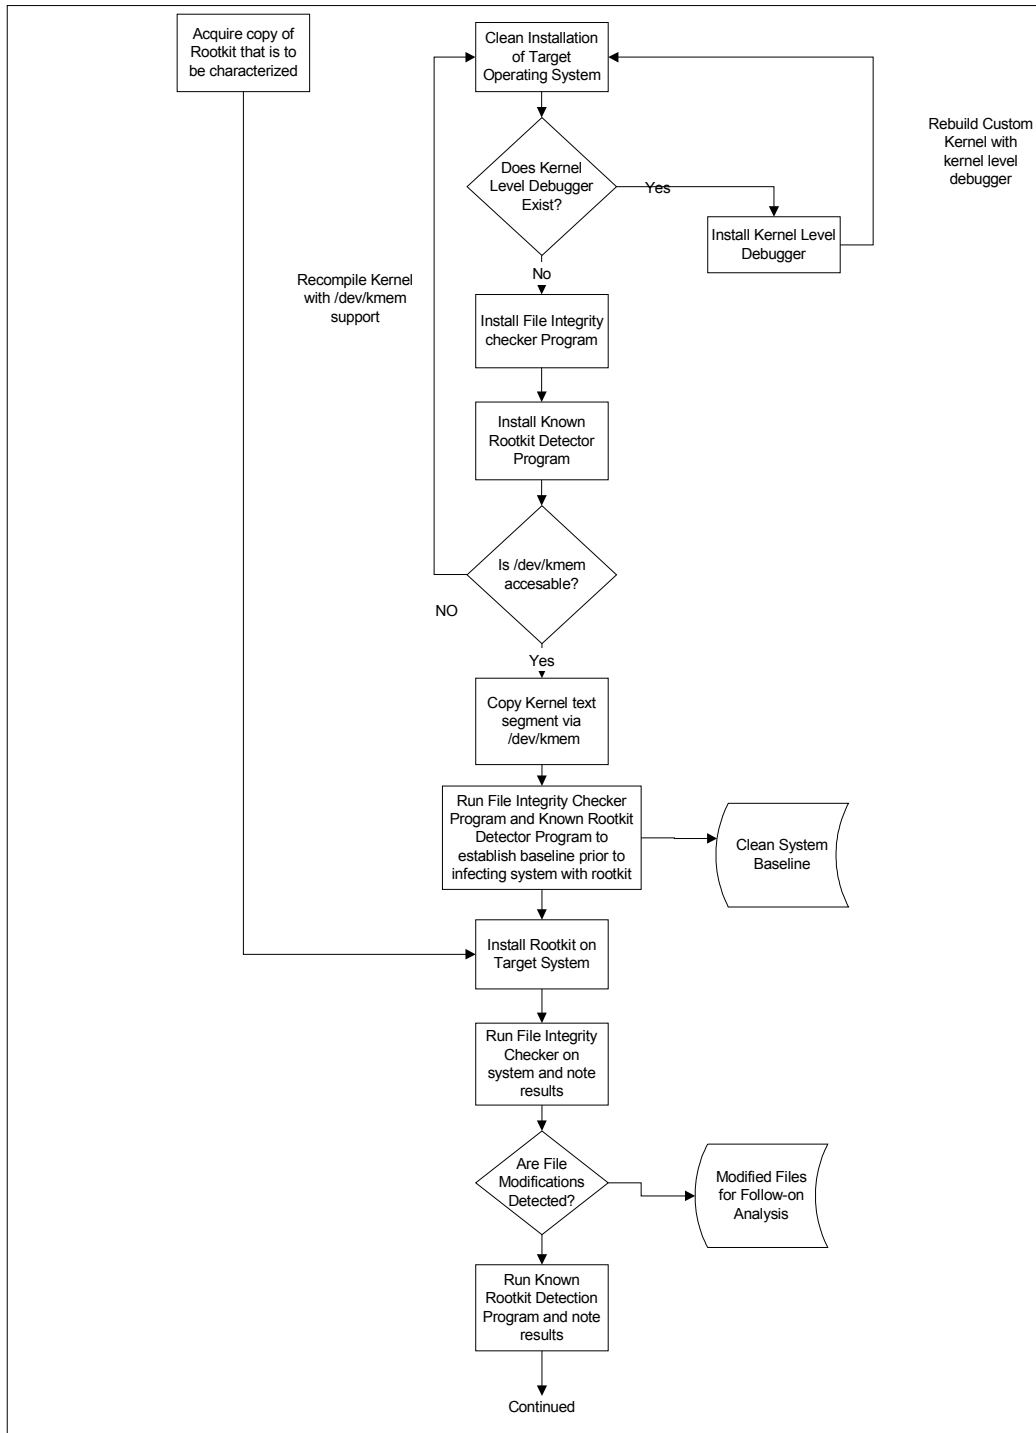 Acquire copy of
Rootkit that is to
be characterized
Clean Installation
of Target
Operating System
Rebuild Custom
Kernel with
kernel level
debugger
Does Kernel
Level Debugger
Exist?
Yes
Install Kernel Level
Debugger
No
Recompile Kernel
with /dev/kmem
support
Install File Integrity
checker Program
Install Known
Rootkit Detector
Program
Is /dev/kmem
accesable?
NO
Yes
Copy Kernel text
segment via
/dev/kmem
Run File Integrity Checker
Program and Known Rootkit
Detector Program to
establish baseline prior to
infecting system with rootkit
Clean System
Baseline
Install Rootkit on
Target System
Run File Integrity
Checker on
system and note
results
Are File
Modifications
Detected?
Modified Files
for Follow-on
Analysis
Run Known
Rootkit Detection
Program and note
results
Continued